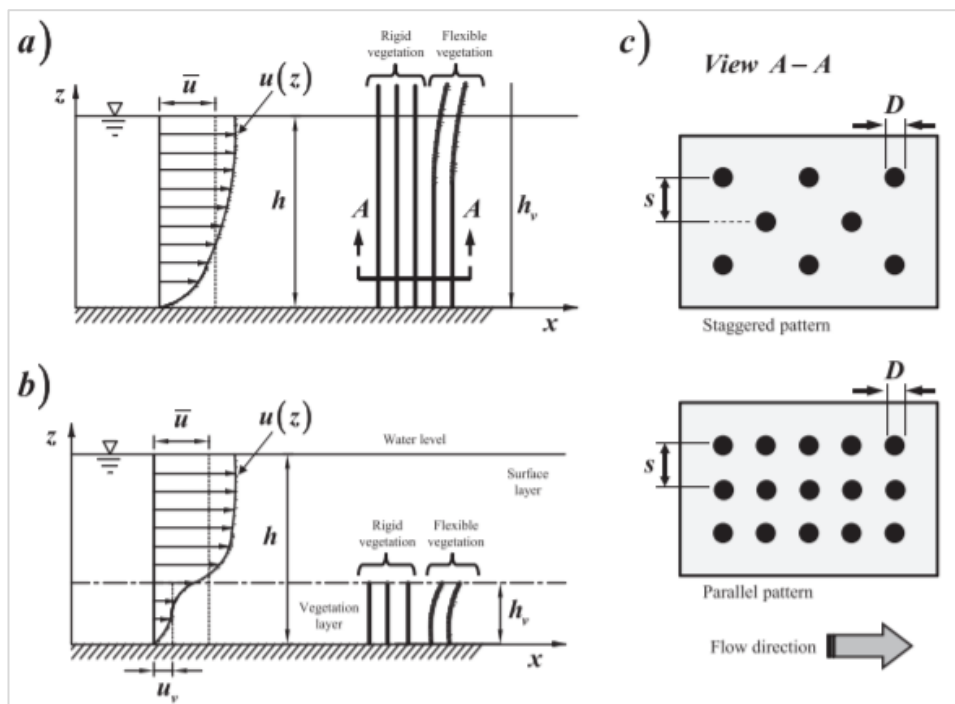 a)
Rigid
vegetation
Flexible
vegetation
z
u̅
u(z)
h
A
A
h_v
x
b)
z
u̅
u(z)
Water level
Surface
layer
h
Rigid
vegetation
Flexible
vegetation
Vegetation
layer
h_v
x
u_v
c)
View A – A
D
s
Staggered pattern
D
s
Parallel pattern
Flow direction